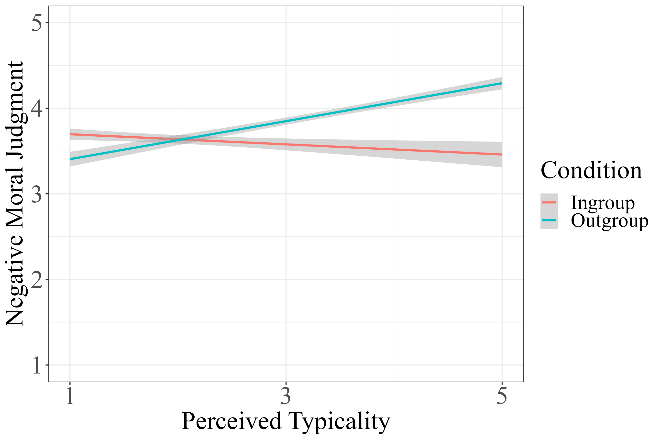 5
4
3
2
1
Negative Moral Judgment
1
3
5
Perceived Typicality
Condition
Ingroup
Outgroup